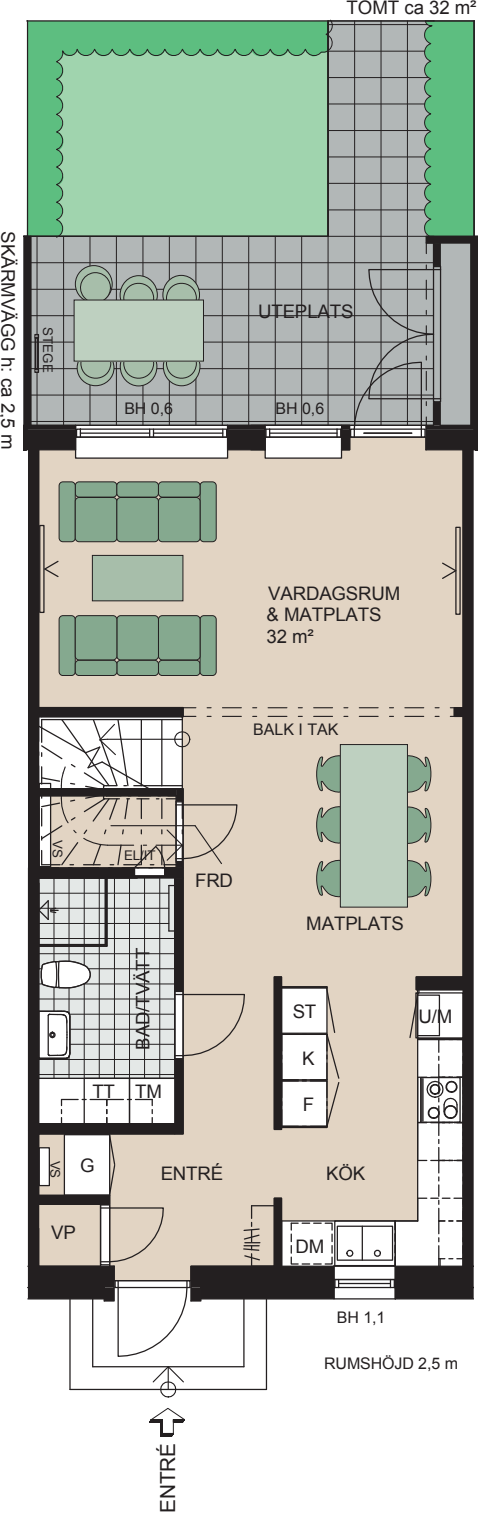 TOMT ca 32 m²
SKÄRMVÄGG h: ca 2,5 m
UTEPLATS
STEGE
BH 0,6
BH 0,6
VARDAGSRUM
& MATPLATS
32 m²
BALK I TAK
VS
EL/IT
FRD
MATPLATS
BAD/TVÄTT
ST
U/M
K
F
TT
TM
VS
G
ENTRÉ
KÖK
VP
DM
BH 1,1
RUMSHÖJD 2,5 m
ENTRÉ